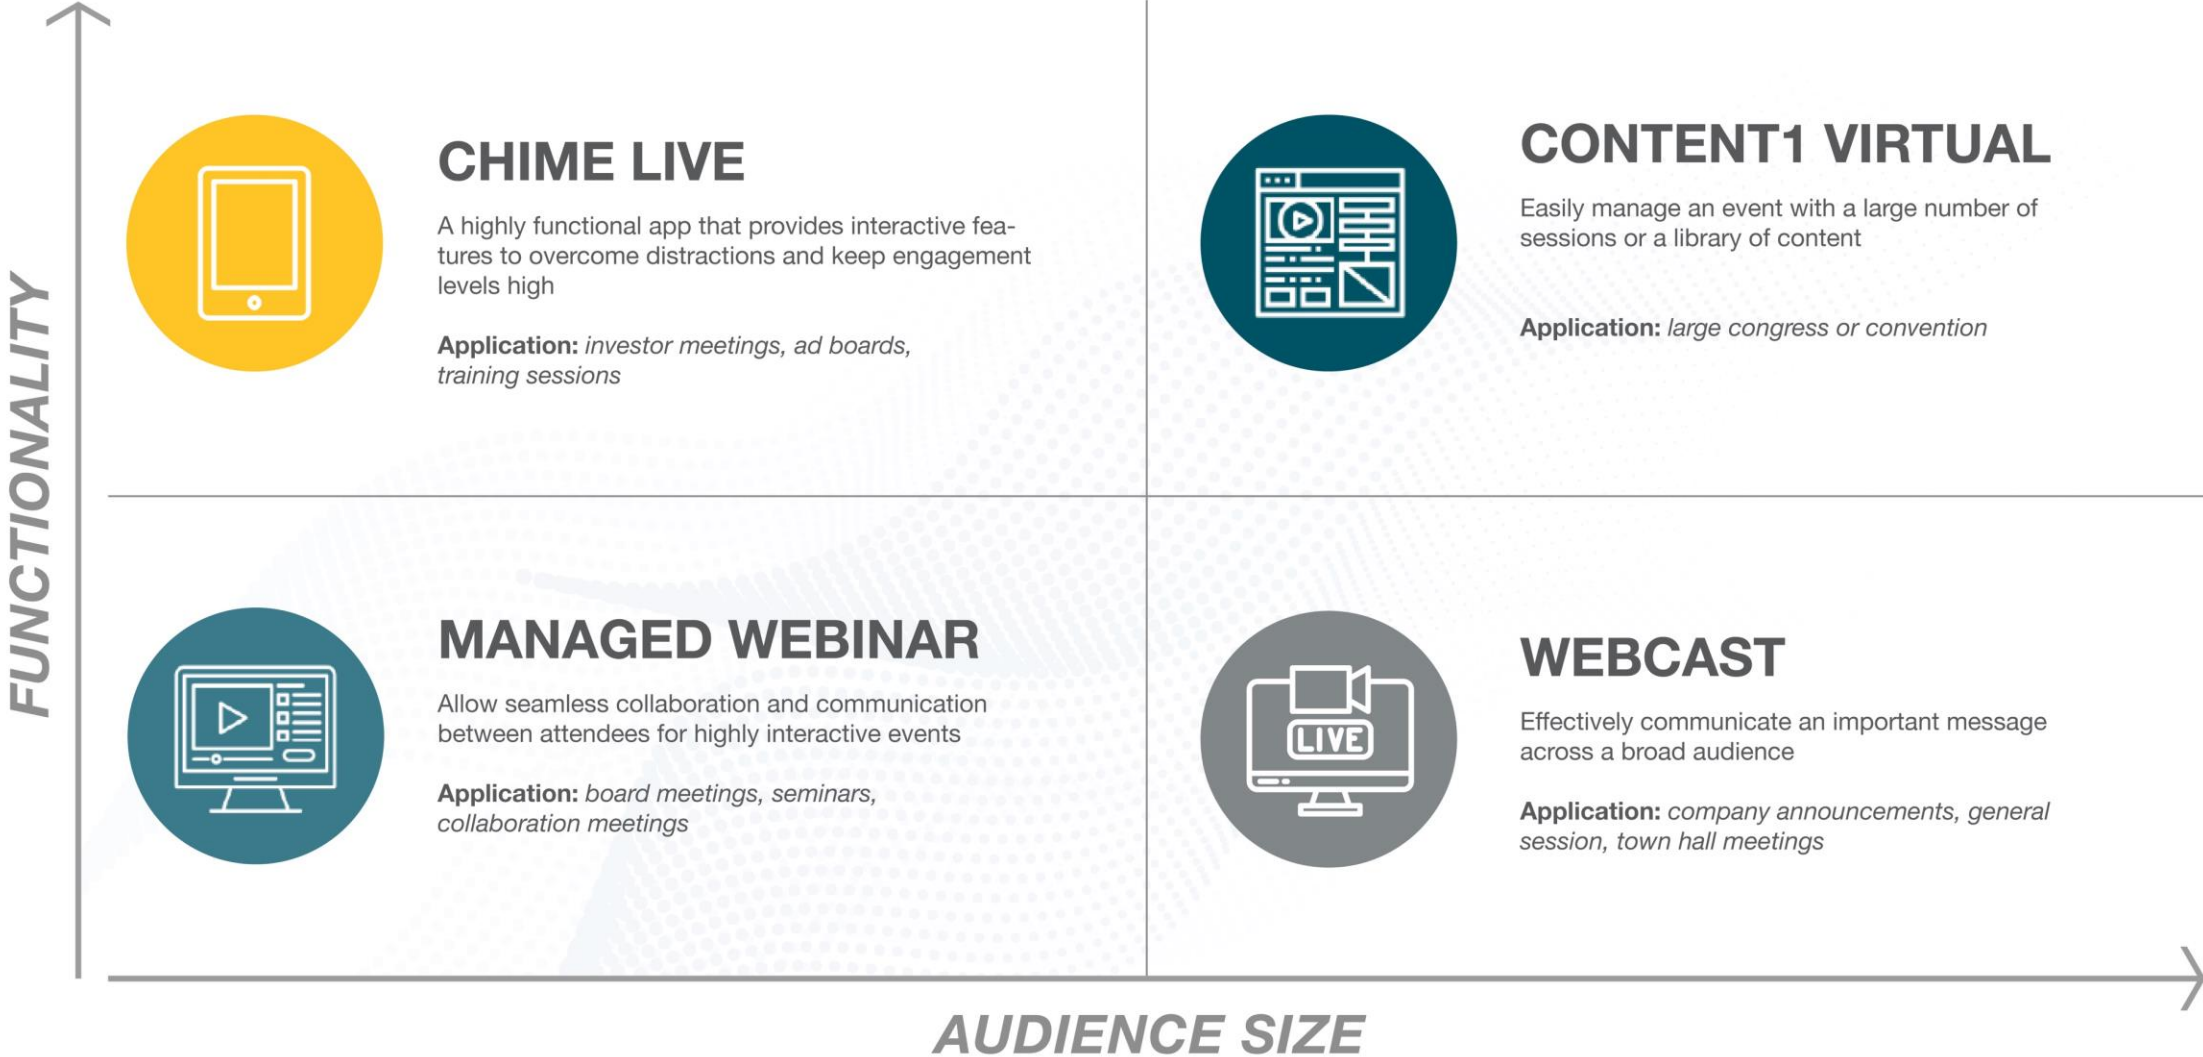 FUNCTIONALITY
CHIME LIVE
A highly functional app that provides interactive fea-
tures to overcome distractions and keep engagement
levels high
Application: investor meetings, ad boards,
training sessions
CONTENT1 VIRTUAL
Easily manage an event with a large number of
sessions or a library of content
Application: large congress or convention
MANAGED WEBINAR
Allow seamless collaboration and communication
between attendees for highly interactive events
Application: board meetings, seminars,
collaboration meetings
LIVE
WEBCAST
Effectively communicate an important message
across a broad audience
Application: company announcements, general
session, town hall meetings
AUDIENCE SIZE